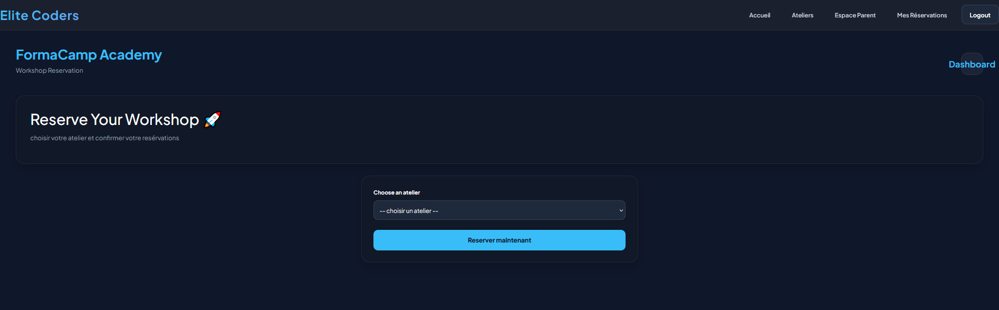 Elite Coders
Accueil
Ateliers
Espace Parent
Mes Réservations
Logout
FormaCamp Academy
Workshop Reservation
Dashboard
Reserve Your Workshop 🚀
choisir votre atelier et confirmer votre resérvations
Choose an atelier
-- choisir un atelier --
Reserver maintenant